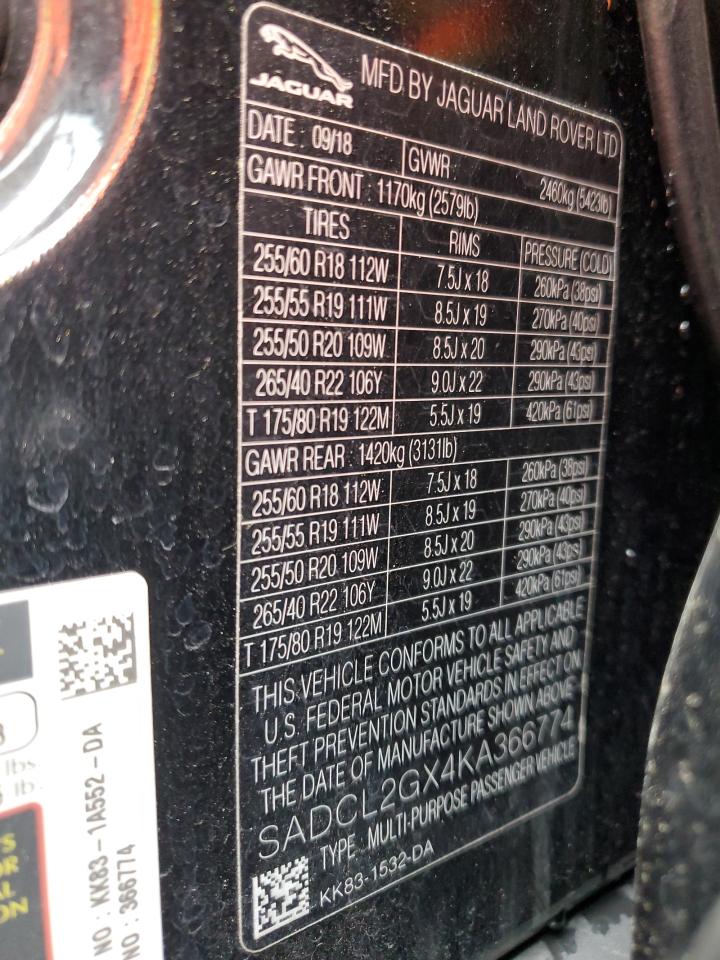 JAGUAR
MFD BY JAGUAR LAND ROVER LTD
DATE : 09/18 GVWR 2460kg (5423lb)
GAWR FRONT : 1170kg (2579lb)
TIRES RIMS PRESSURE (COLD)
255/60 R18 112W 7.5J x 18 260kPa (38psi)
255/55 R19 111W 8.5J x 19 270kPa (40psi)
255/50 R20 109W 8.5J x 20 290kPa (43psi)
265/40 R22 106Y 9.0J x 22 290kPa (43psi)
T 175/80 R19 122M 5.5J x 19 420kPa (61psi)
GAWR REAR : 1420kg (3131lb)
255/60 R18 112W 7.5J x 18 260kPa (38psi)
255/55 R19 111W 8.5J x 19 270kPa (40psi)
255/50 R20 109W 8.5J x 20 290kPa (43psi)
265/40 R22 106Y 9.0J x 22 290kPa (43psi)
T 175/80 R19 122M 5.5J x 19 420kPa (61psi)
THIS VEHICLE CONFORMS TO ALL APPLICABLE
U.S. FEDERAL MOTOR VEHICLE SAFETY AND
THEFT PREVENTION STANDARDS IN EFFECT ON
THE DATE OF MANUFACTURE SHOWN ABOVE
SADCL2GX4KA366774
TYPE : MULTI-PURPOSE PASSENGER VEHICLE
KK83-1532-DA
lbs
lb
NO : KK83-1A552-DA
NO : 366774